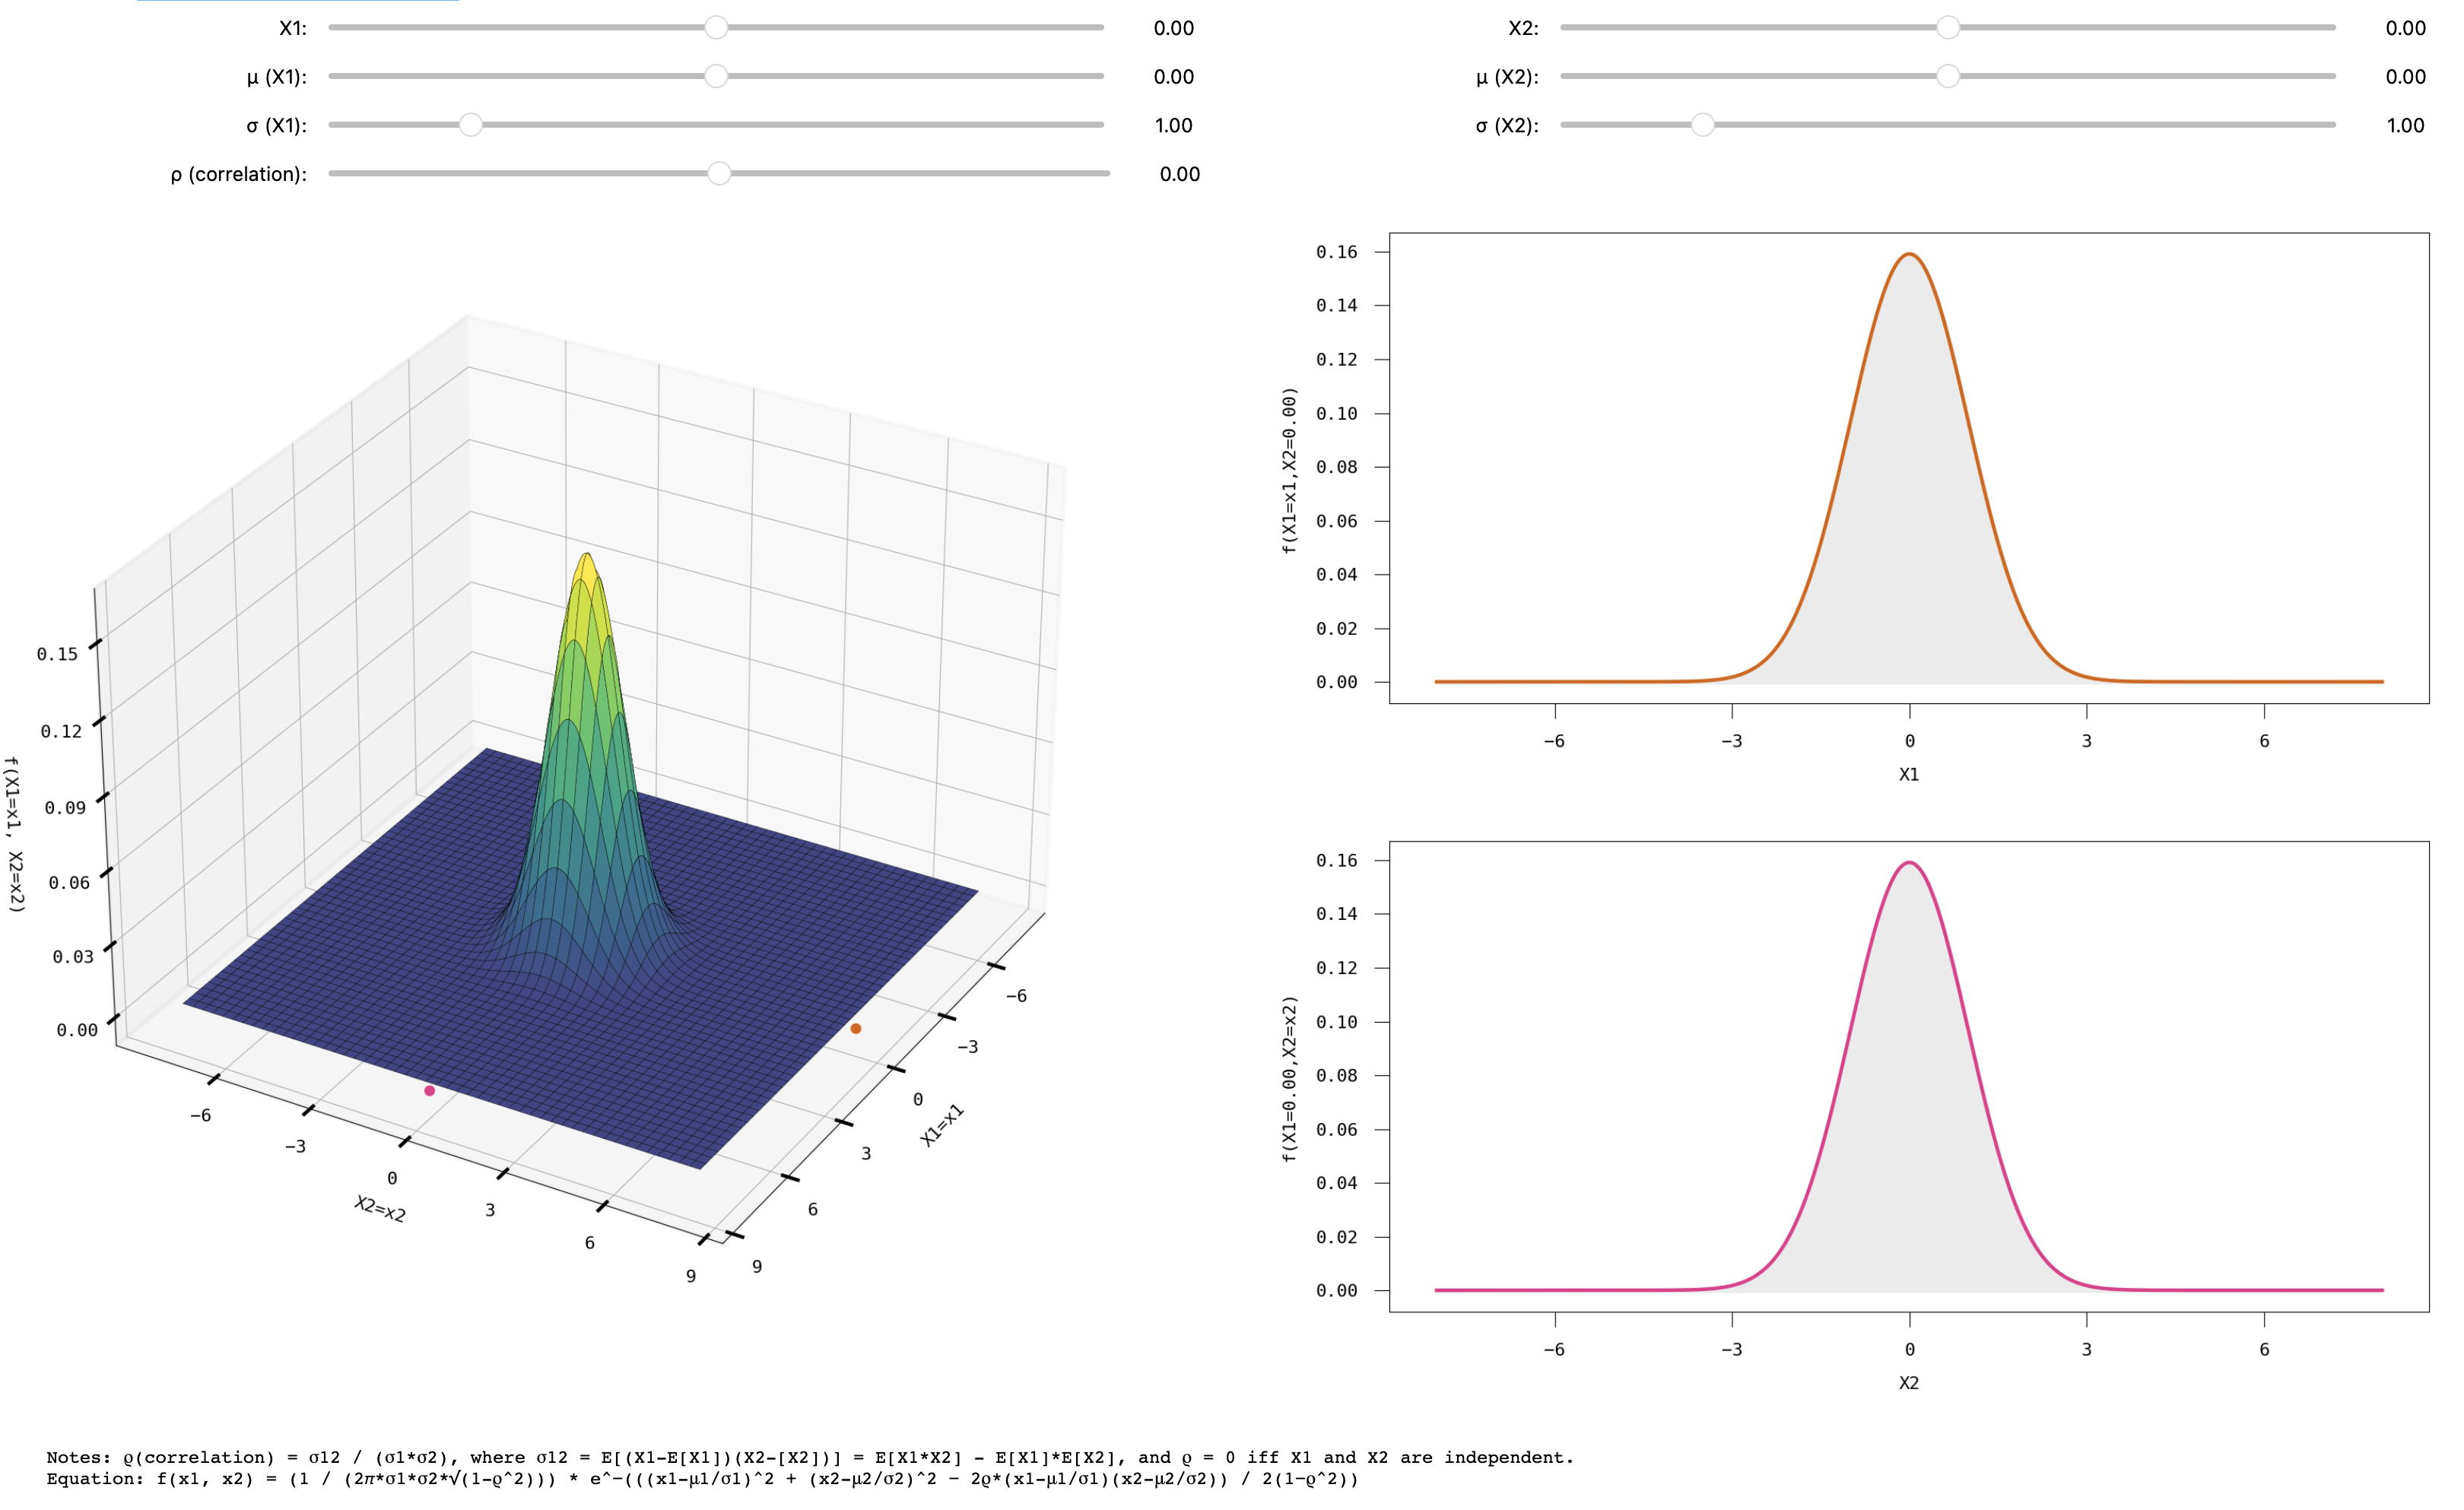 X1: 0.00
X2: 0.00
μ (X1): 0.00
μ (X2): 0.00
σ (X1): 1.00
σ (X2): 1.00
ρ (correlation): 0.00
f(X1=x1, X2=x2)
0.15
0.12
0.09
0.06
0.03
0.00
−6
−3
0
3
6
9
X2=x2
−6
−3
0
3
6
9
X1=x1
f(X1=x1,X2=0.00)
0.16
0.14
0.12
0.10
0.08
0.06
0.04
0.02
0.00
−6 −3 0 3 6
X1
f(X1=0.00,X2=x2)
0.16
0.14
0.12
0.10
0.08
0.06
0.04
0.02
0.00
−6 −3 0 3 6
X2
Notes: ϱ(correlation) = σ12 / (σ1*σ2), where σ12 = E[(X1−E[X1])(X2−[X2])] = E[X1*X2] − E[X1]*E[X2], and ϱ = 0 iff X1 and X2 are independent.
Equation: f(x1, x2) = (1 / (2π*σ1*σ2*√(1-ϱ^2))) * e^−(((x1−μ1/σ1)^2 + (x2−μ2/σ2)^2 − 2ϱ*(x1−μ1/σ1)(x2−μ2/σ2)) / 2(1−ϱ^2))